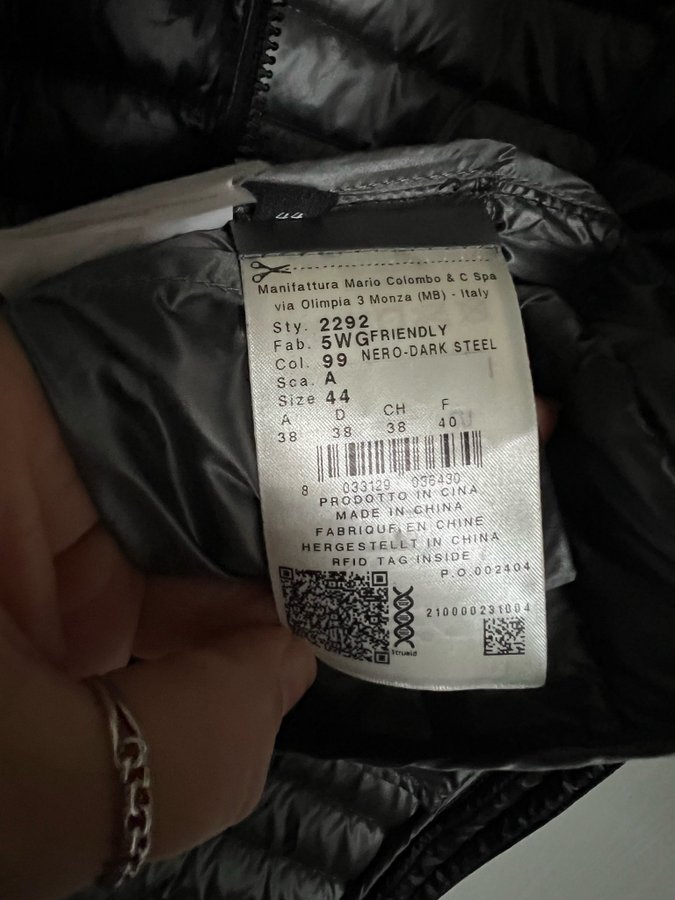 44
Manifattura Mario Colombo & C Spa
via Olimpia 3 Monza (MB) - Italy
Sty. 2292
Fab. 5WG FRIENDLY
Col. 99 NERO-DARK STEEL
Sca. A
Size 44
A D CH F
38 38 38 40
8 033129 036430
PRODOTTO IN CINA
MADE IN CHINA
FABRIQUE EN CHINE
HERGESTELLT IN CHINA
RFID TAG INSIDE
P.O.002404
210000231004
1trueid